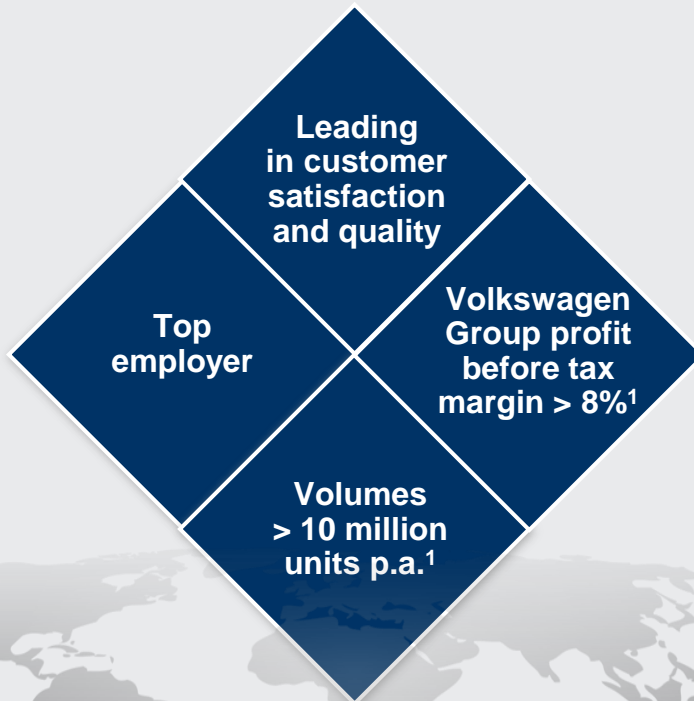 Leading
in customer
satisfaction
and quality
Top
employer
Volkswagen
Group profit
before tax
margin > 8%¹
Volumes
> 10 million
units p.a.¹